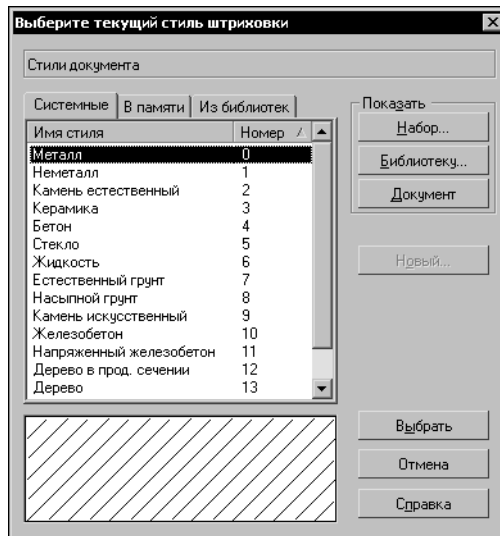 Выберите текущий стиль штриховки
Стили документа
Системные В памяти Из библиотек
Имя стиля Номер
Металл 0
Неметалл 1
Камень естественный 2
Керамика 3
Бетон 4
Стекло 5
Жидкость 6
Естественный грунт 7
Насыпной грунт 8
Камень искусственный 9
Железобетон 10
Напряженный железобетон 11
Дерево в прод. сечении 12
Дерево 13
Показать
Набор...
Библиотеку...
Документ
Новый...
Выбрать
Отмена
Справка